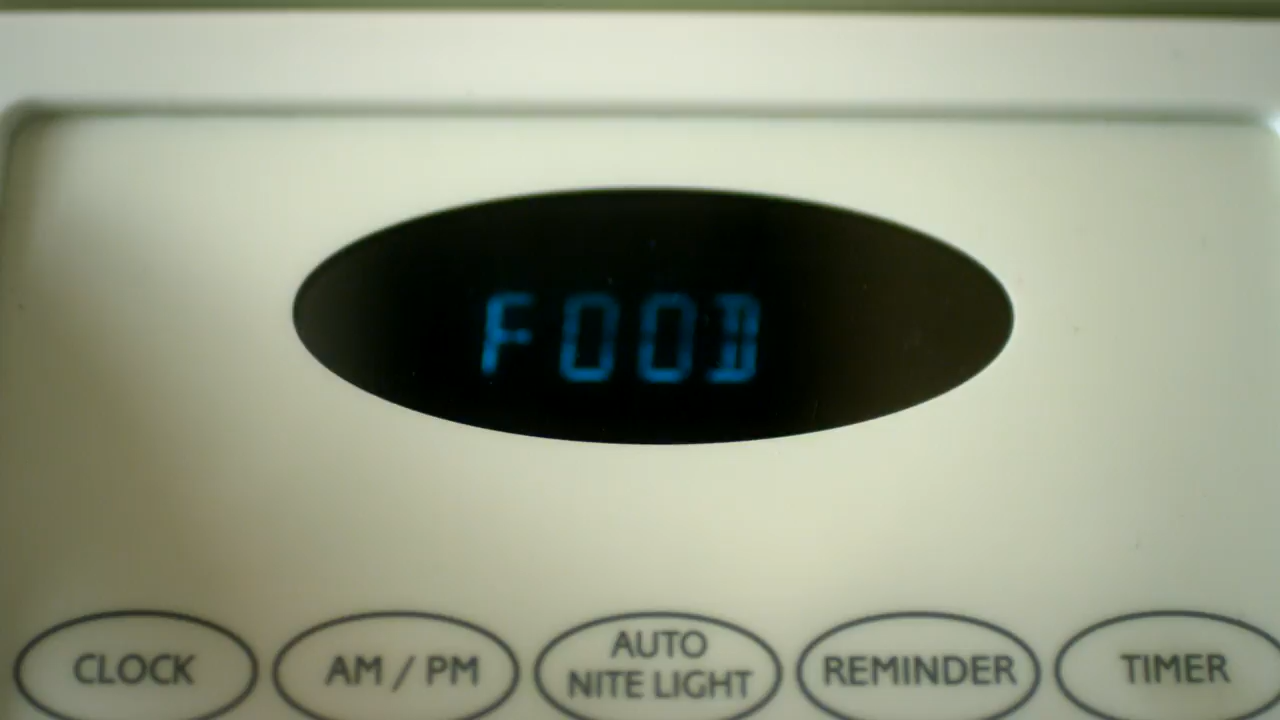 FOOD
CLOCK
AM / PM
AUTO
NITE LIGHT
REMINDER
TIMER